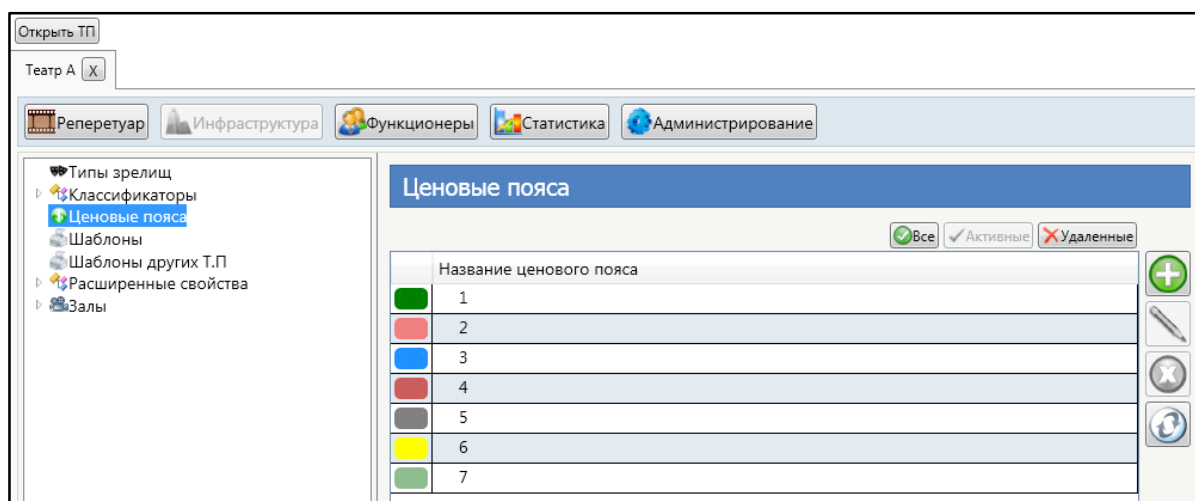 Открыть ТП
Театр А X
Реперетуар Инфраструктура Функционеры Статистика Администрирование
Типы зрелищ
Классификаторы
Ценовые пояса
Шаблоны
Шаблоны других Т.П
Расширенные свойства
Залы
Ценовые пояса
Все Активные Удаленные
Название ценового пояса
1
2
3
4
5
6
7